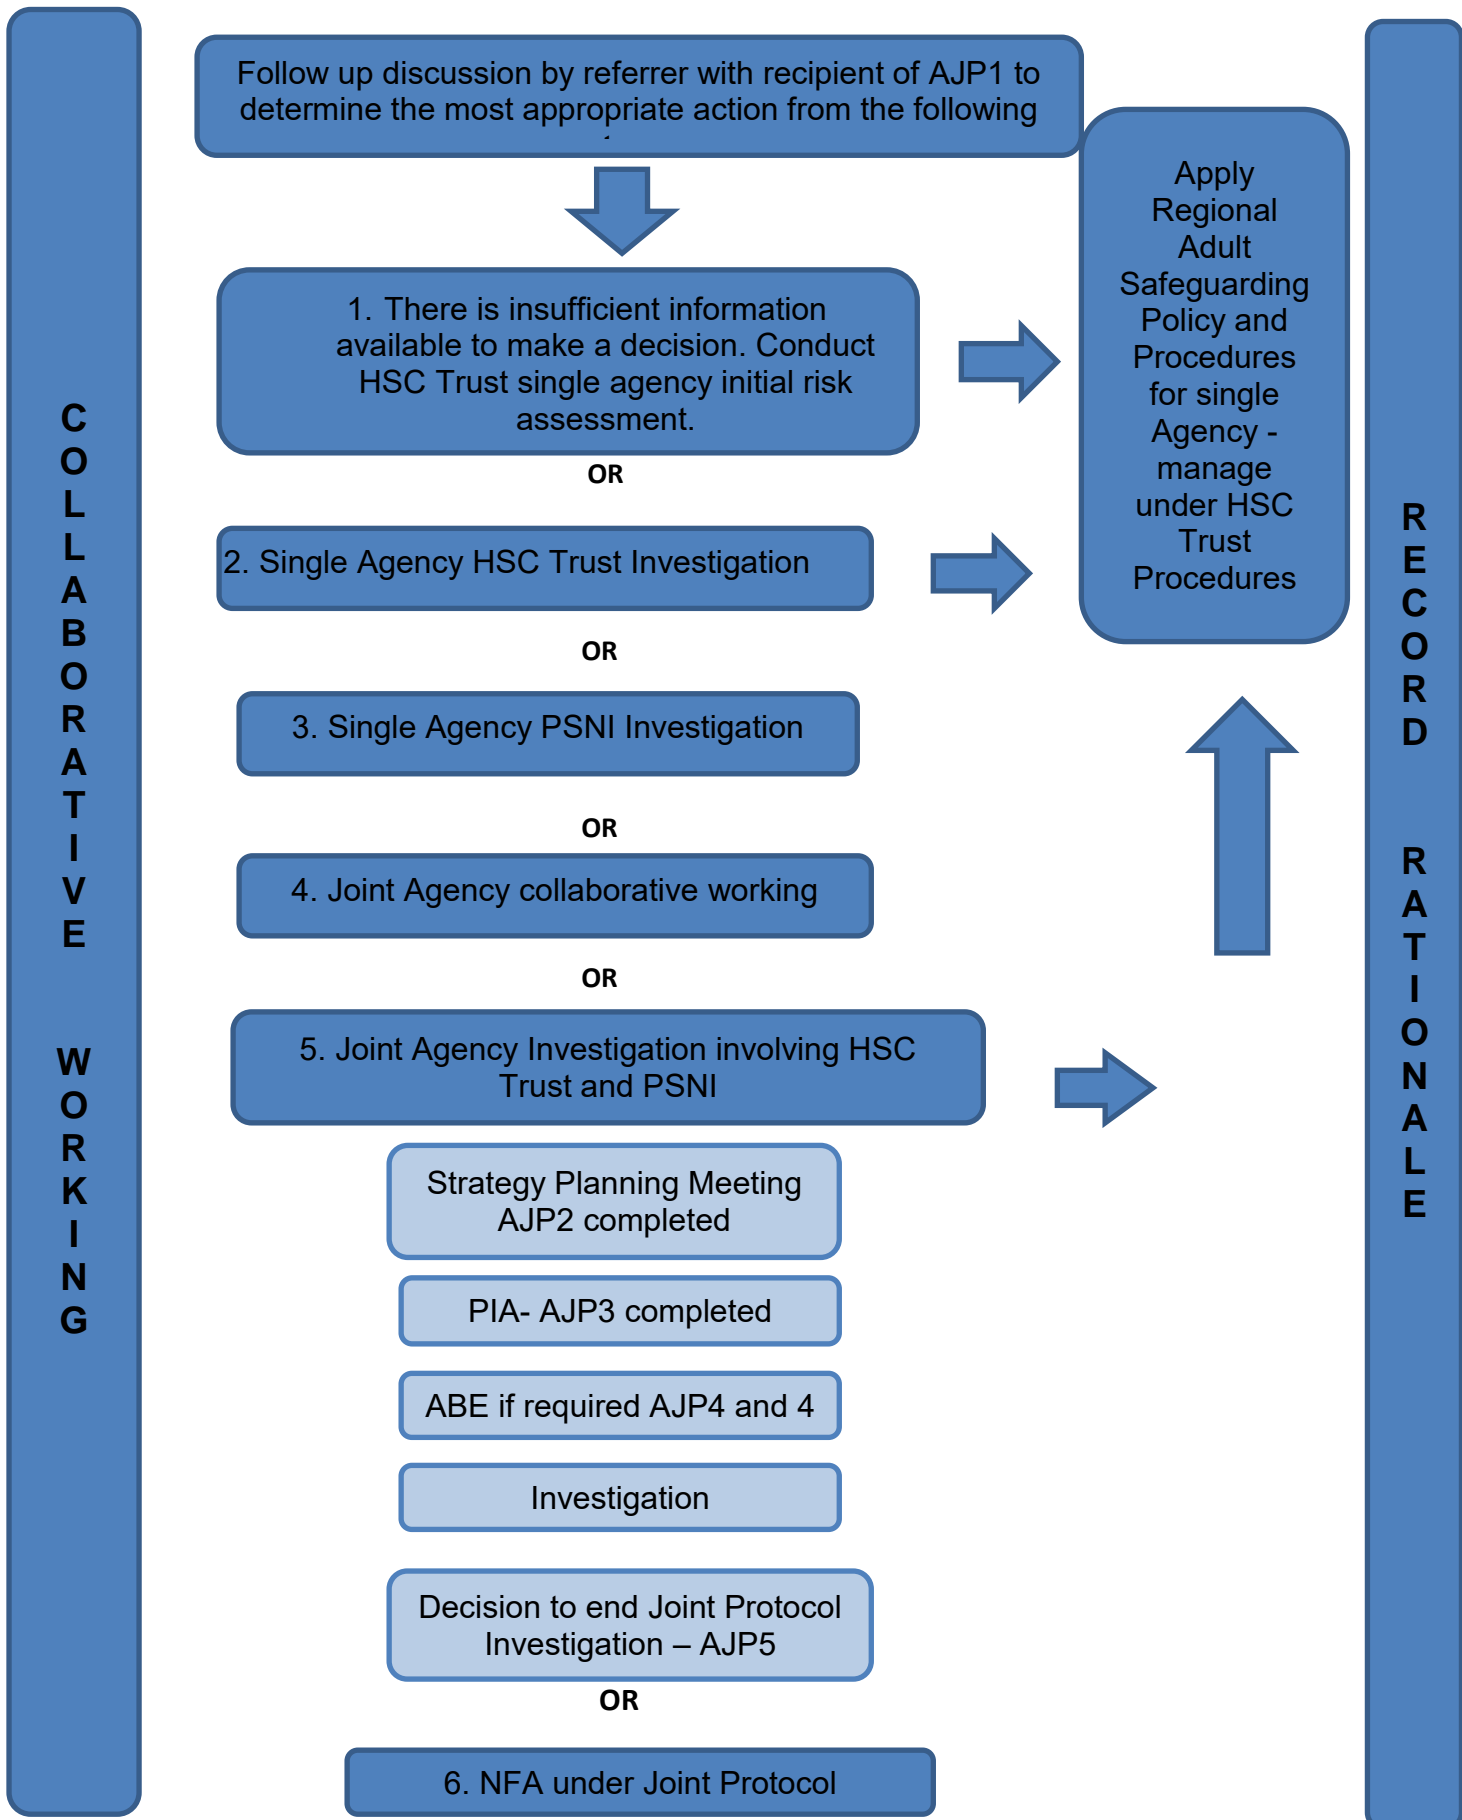 COLLABORATIVE WORKING
Follow up discussion by referrer with recipient of AJP1 to
determine the most appropriate action from the following
1. There is insufficient information
available to make a decision. Conduct
HSC Trust single agency initial risk
assessment.
OR
2. Single Agency HSC Trust Investigation
OR
3. Single Agency PSNI Investigation
OR
4. Joint Agency collaborative working
OR
5. Joint Agency Investigation involving HSC
Trust and PSNI
Strategy Planning Meeting
AJP2 completed
PIA- AJP3 completed
ABE if required AJP4 and 4
Investigation
Decision to end Joint Protocol
Investigation – AJP5
OR
6. NFA under Joint Protocol
Apply
Regional
Adult
Safeguarding
Policy and
Procedures
for single
Agency -
manage
under HSC
Trust
Procedures
RECORD RATIONALE